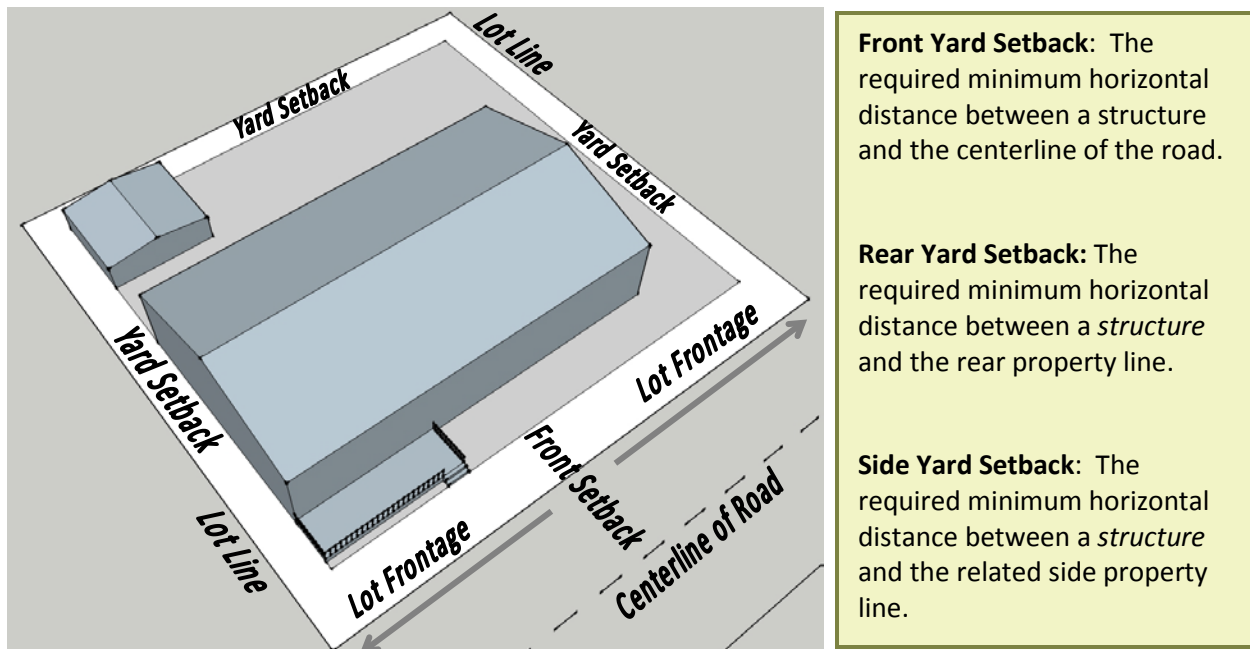 Lot Line
Yard Setback
Yard Setback
Yard Setback
Lot Frontage
Front Setback
Centerline of Road
Lot Line
Lot Frontage
Front Yard Setback:  The
required minimum horizontal
distance between a structure
and the centerline of the road.
Rear Yard Setback: The
required minimum horizontal
distance between a structure
and the rear property line.
Side Yard Setback:  The
required minimum horizontal
distance between a structure
and the related side property
line.